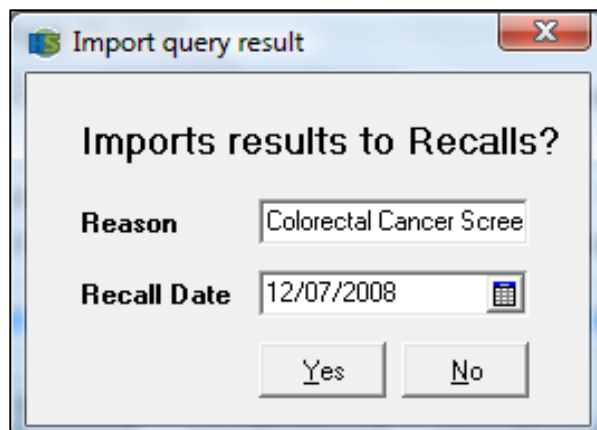 Import query result
Imports results to Recalls?
Reason Colorectal Cancer Scree
Recall Date 12/07/2008
Yes No